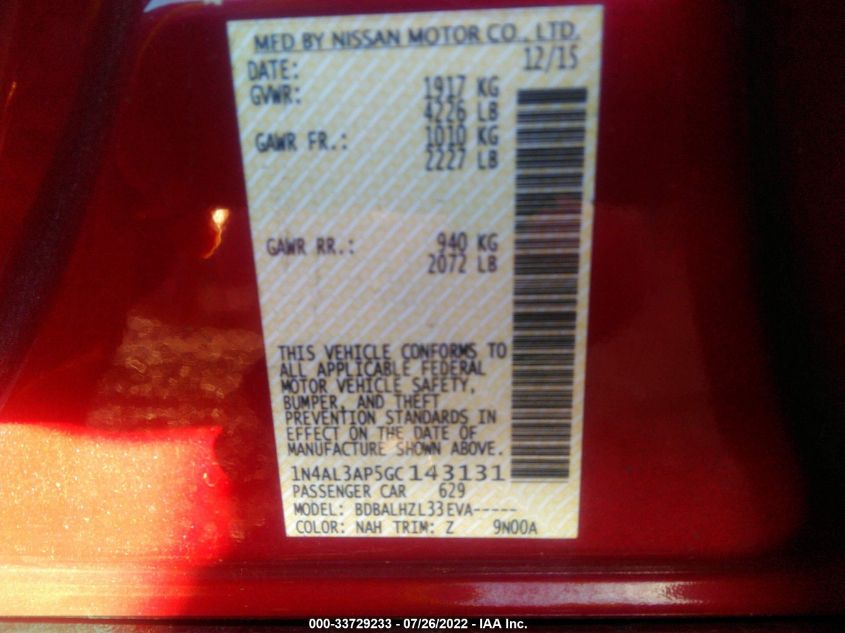 MFD BY NISSAN MOTOR CO., LTD.
DATE: 12/15
GVWR: 1917 KG
4226 LB
GAWR FR.: 1010 KG
2227 LB
GAWR RR.: 940 KG
2072 LB
THIS VEHICLE CONFORMS TO
ALL APPLICABLE FEDERAL
MOTOR VEHICLE SAFETY,
BUMPER, AND THEFT
PREVENTION STANDARDS IN
EFFECT ON THE DATE OF
MANUFACTURE SHOWN ABOVE.
1N4AL3AP5GC143131
PASSENGER CAR 629
MODEL: BDBALHZL33EVA-----
COLOR: NAH TRIM: Z 9N00A
000-33729233 - 07/26/2022 - IAA Inc.